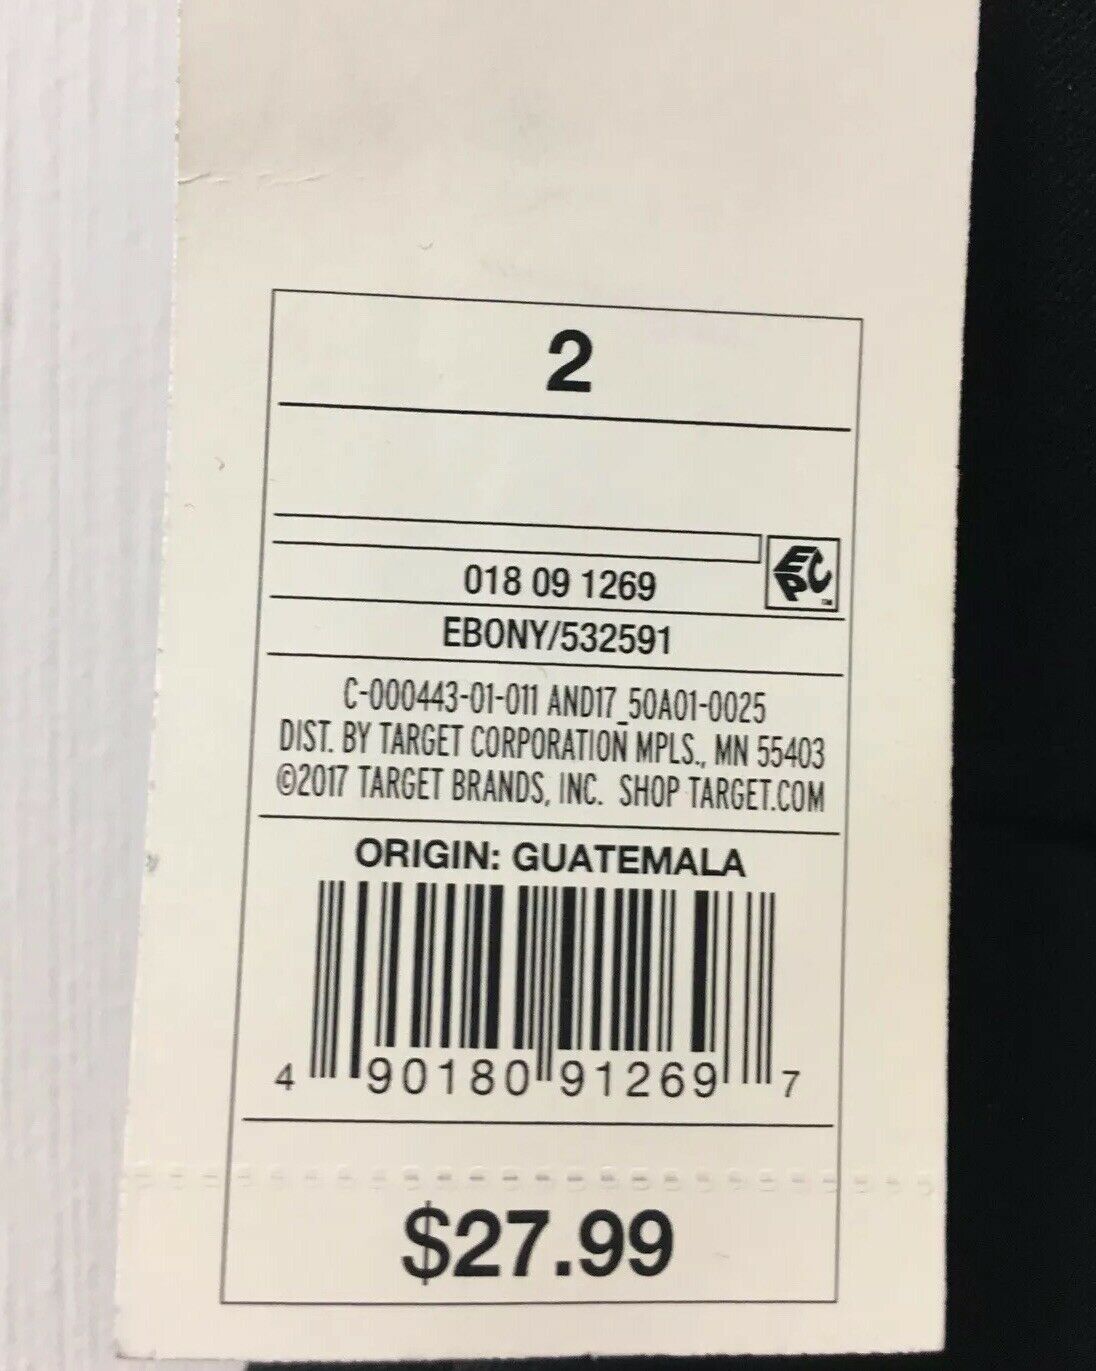 2
EPC™
018 09 1269
EBONY/532591
C-000443-01-011 AND17_50A01-0025
DIST. BY TARGET CORPORATION MPLS., MN 55403
©2017 TARGET BRANDS, INC. SHOP TARGET.COM
ORIGIN: GUATEMALA
4 90180 91269 7
$27.99